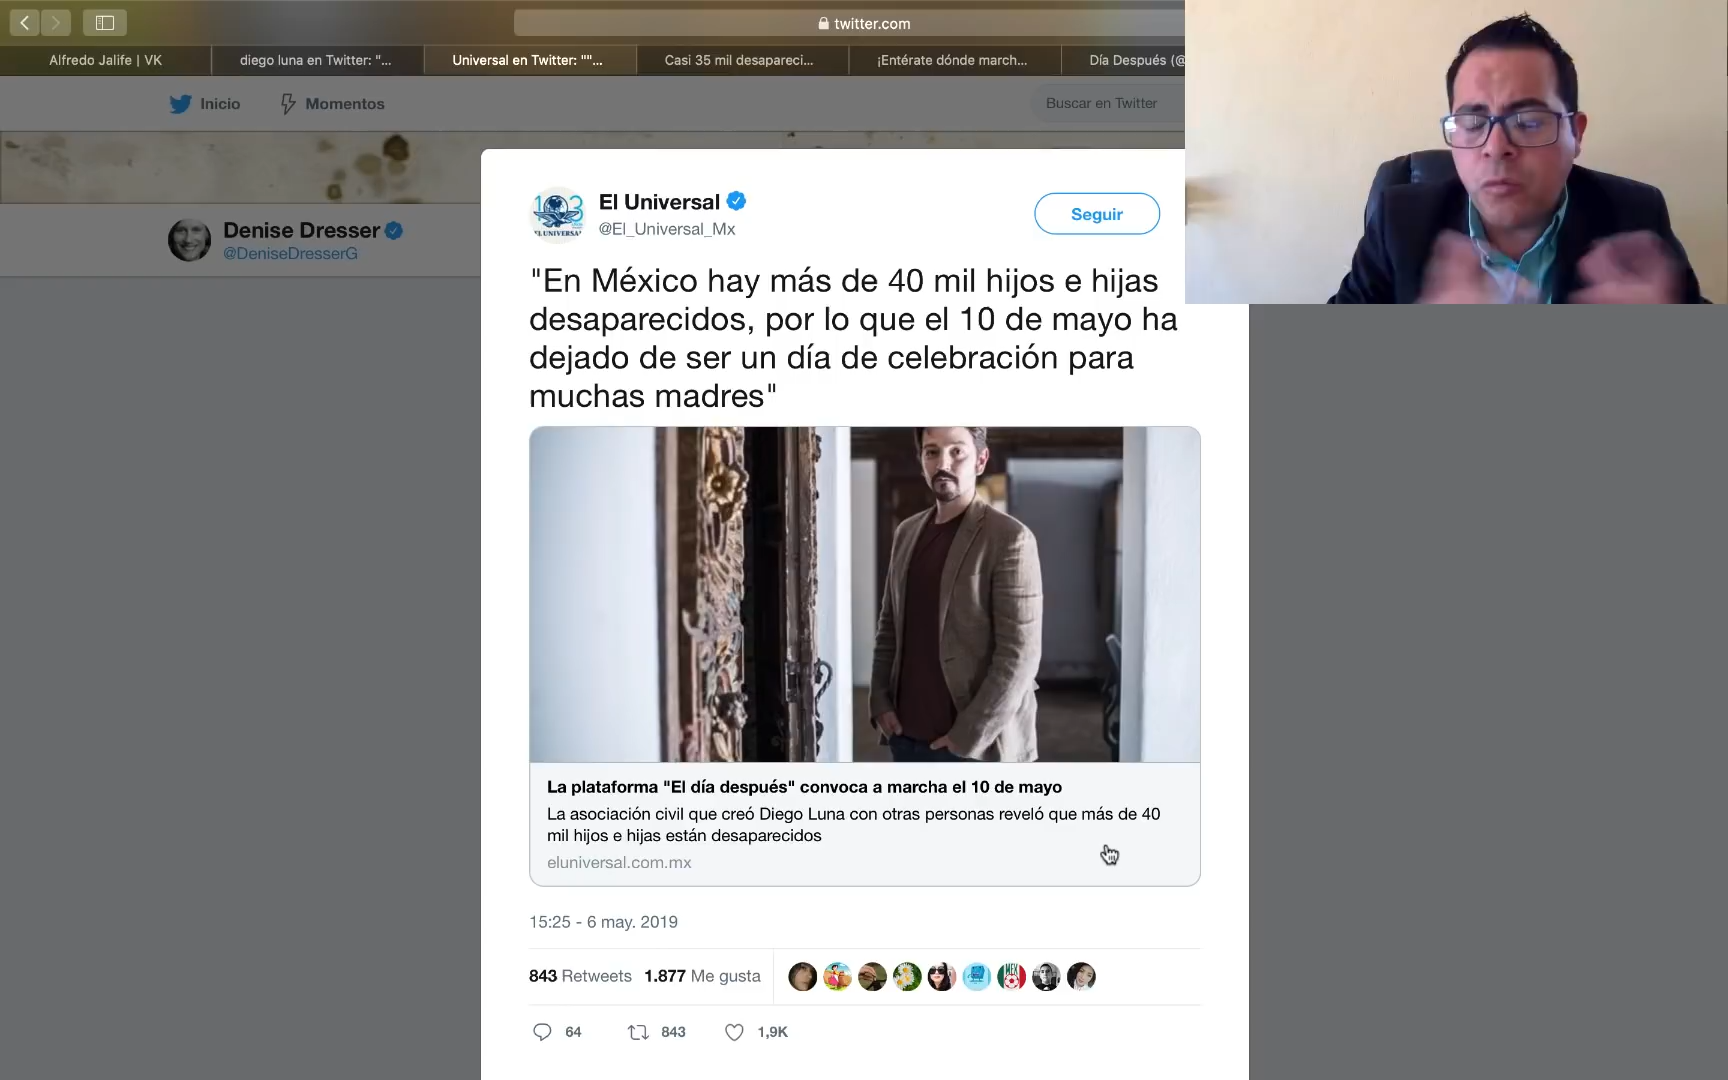 twitter.com
Alfredo Jalife | VK
diego luna en Twitter: "...
Universal en Twitter: ""...
Casi 35 mil desapareci...
¡Entérate dónde march...
Día Después (@
Inicio
Momentos
Buscar en Twitter
Denise Dresser
@DeniseDresserG
El Universal
@El_Universal_Mx
Seguir
"En México hay más de 40 mil hijos e hijas
desaparecidos, por lo que el 10 de mayo ha
dejado de ser un día de celebración para
muchas madres"
La plataforma "El día después" convoca a marcha el 10 de mayo
La asociación civil que creó Diego Luna con otras personas reveló que más de 40
mil hijos e hijas están desaparecidos
eluniversal.com.mx
15:25 - 6 may. 2019
843 Retweets 1.877 Me gusta
64 843 1,9K